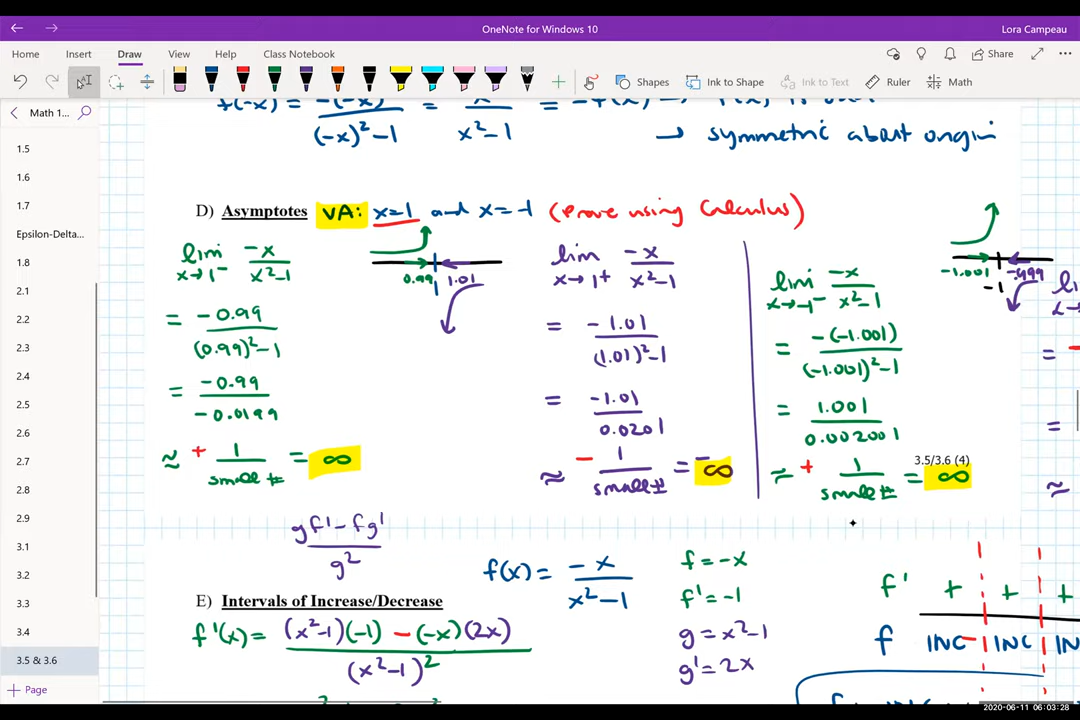 OneNote for Windows 10
Lora Campeau
Home Insert Draw View Help Class Notebook
Share
Shapes Ink to Shape Ink to Text Ruler Math
Math 1...
1.5
1.6
1.7
Epsilon-Delta...
1.8
2.1
2.2
2.3
2.4
2.5
2.6
2.7
2.8
2.9
3.1
3.2
3.3
3.4
3.5 & 3.6
Page
f(-x) = -(-x) / (-x)² - 1 = x / x² - 1 = -f(x) →
→ symmetric about origin
D) Asymptotes VA: x=1 and x=-1 (Prove using Calculus)
lim x→1⁻ -x / x²-1
= -0.99 / (0.99)²-1
= -0.99 / -0.0199
≈ + 1 / small # = ∞
0.99 1 1.01
lim x→1⁺ -x / x²-1
= -1.01 / (1.01)²-1
= -1.01 / 0.0201
≈ - 1 / small # = -∞
lim x→-1⁻ -x / x²-1
= -(-1.001) / (-1.001)²-1
= 1.001 / 0.002001
≈ + 1 / small # = ∞
-1.001 -1 -.999
3.5/3.6 (4)
gf' - fg' / g²
f(x) = -x / x²-1
f = -x
f' = -1
g = x²-1
g' = 2x
E) Intervals of Increase/Decrease
f'(x) = (x²-1)(-1) - (-x)(2x) / (x²-1)²
f' + + +
f INC INC IN
2020-06-11 06:03:28